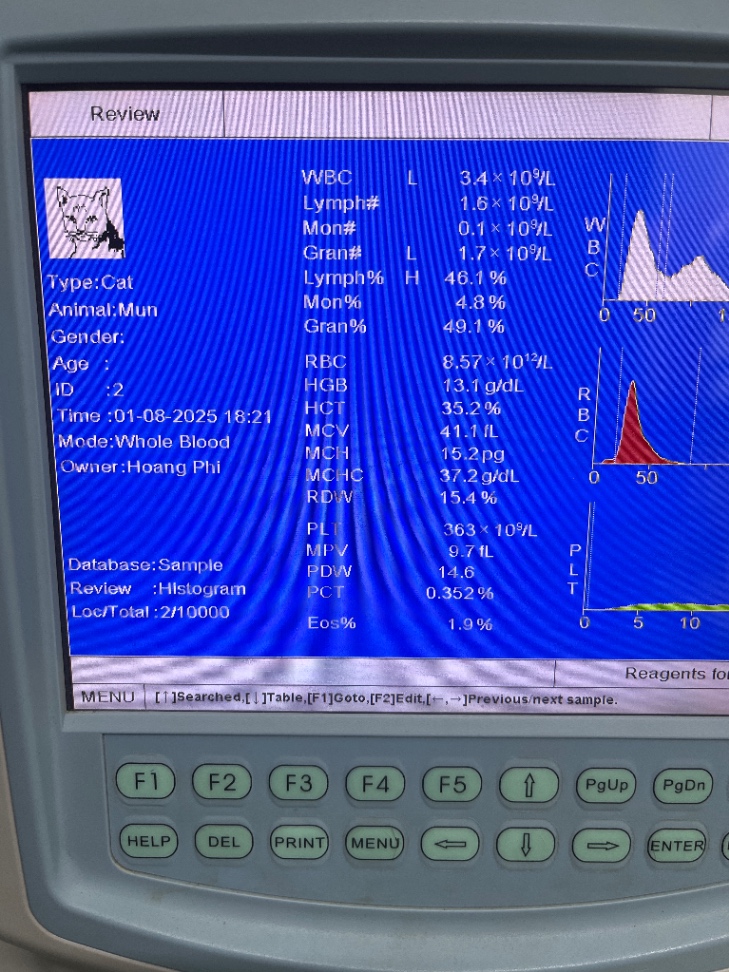 Review
Type:Cat
Animal:Mun
Gender:
Age :
ID :2
Time :01-08-2025 18:21
Mode:Whole Blood
Owner:Hoang Phi
Database:Sample
Review :HIstogram
Loc/Total :2/10000
WBC L 3.4 × 10⁹/L
Lymph# 1.6 × 10⁹/L
Mon# 0.1 × 10⁹/L
Gran# L 1.7 × 10⁹/L
Lymph% H 46.1 %
Mon% 4.8 %
Gran% 49.1 %
RBC 8.57 × 10¹²/L
HGB 13.1 g/dL
HCT 35.2 %
MCV 41.1 fL
MCH 15.2 pg
MCHC 37.2 g/dL
RDW 15.4 %
PLT 363 × 10⁹/L
MPV 9.7 fL
PDW 14.6
PCT 0.352 %
Eos% 1.9 %
WBC
0 50
RBC
0 50
PLT
0 5 10
Reagents
MENU [↑]Searched,[↓]Table,[F1]Goto,[F2]Edit,[←,→]Previous/next sample.
F1 F2 F3 F4 F5 ⇧ PgUp PgDn
HELP DEL PRINT MENU ⇦ ⇩ ⇨ ENTER